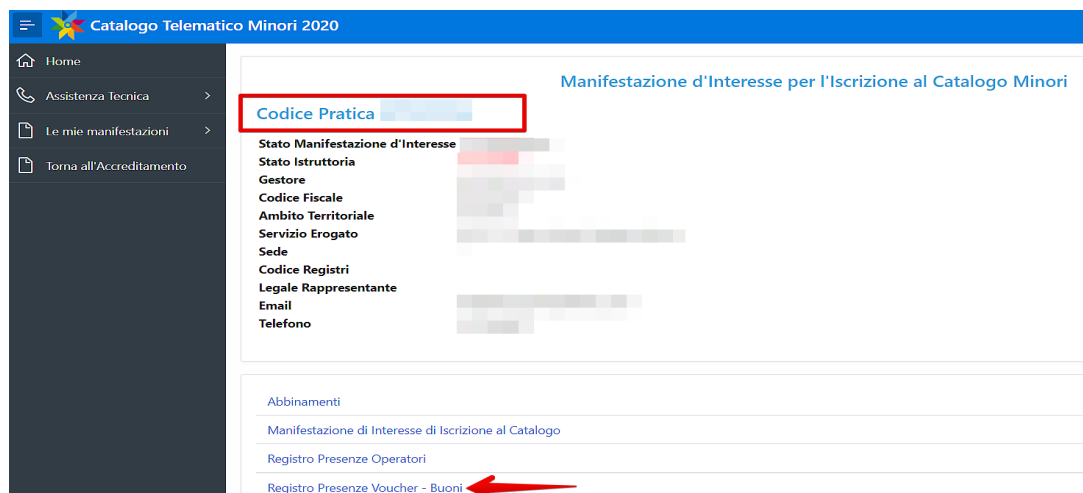 Catalogo Telematico Minori 2020
Home
Assistenza Tecnica
Le mie manifestazioni
Torna all'Accreditamento
Manifestazione d'Interesse per l'Iscrizione al Catalogo Minori
Codice Pratica
Stato Manifestazione d'Interesse
Stato Istruttoria
Gestore
Codice Fiscale
Ambito Territoriale
Servizio Erogato
Sede
Codice Registri
Legale Rappresentante
Email
Telefono
Abbinamenti
Manifestazione di Interesse di Iscrizione al Catalogo
Registro Presenze Operatori
Registro Presenze Voucher - Buoni